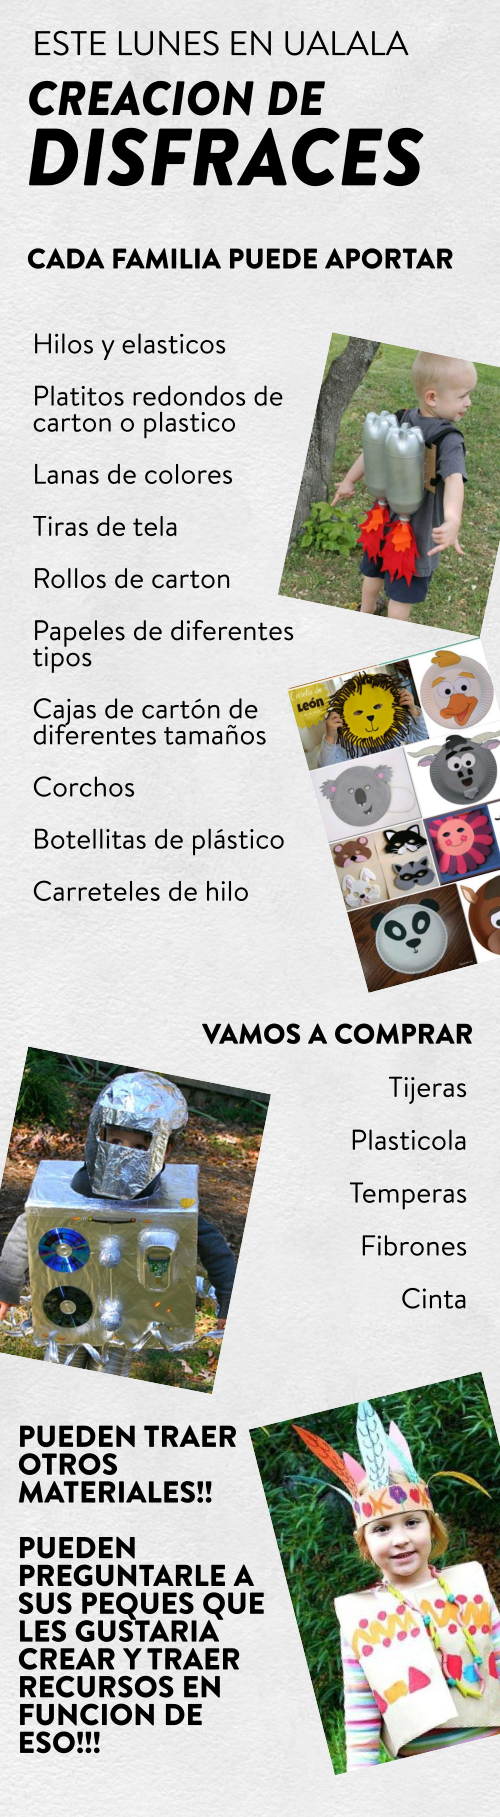 ESTE LUNES EN UALALA
CREACION DE
DISFRACES
CADA FAMILIA PUEDE APORTAR
Hilos y elasticos
Platitos redondos de
carton o plastico
Lanas de colores
Tiras de tela
Rollos de carton
Papeles de diferentes
tipos
Cajas de cartón de
diferentes tamaños
Corchos
Botellitas de plástico
Carreteles de hilo
León
VAMOS A COMPRAR
Tijeras
Plasticola
Temperas
Fibrones
Cinta
PUEDEN TRAER
OTROS
MATERIALES!!
PUEDEN
PREGUNTARLE A
SUS PEQUES QUE
LES GUSTARIA
CREAR Y TRAER
RECURSOS EN
FUNCION DE
ESO!!!